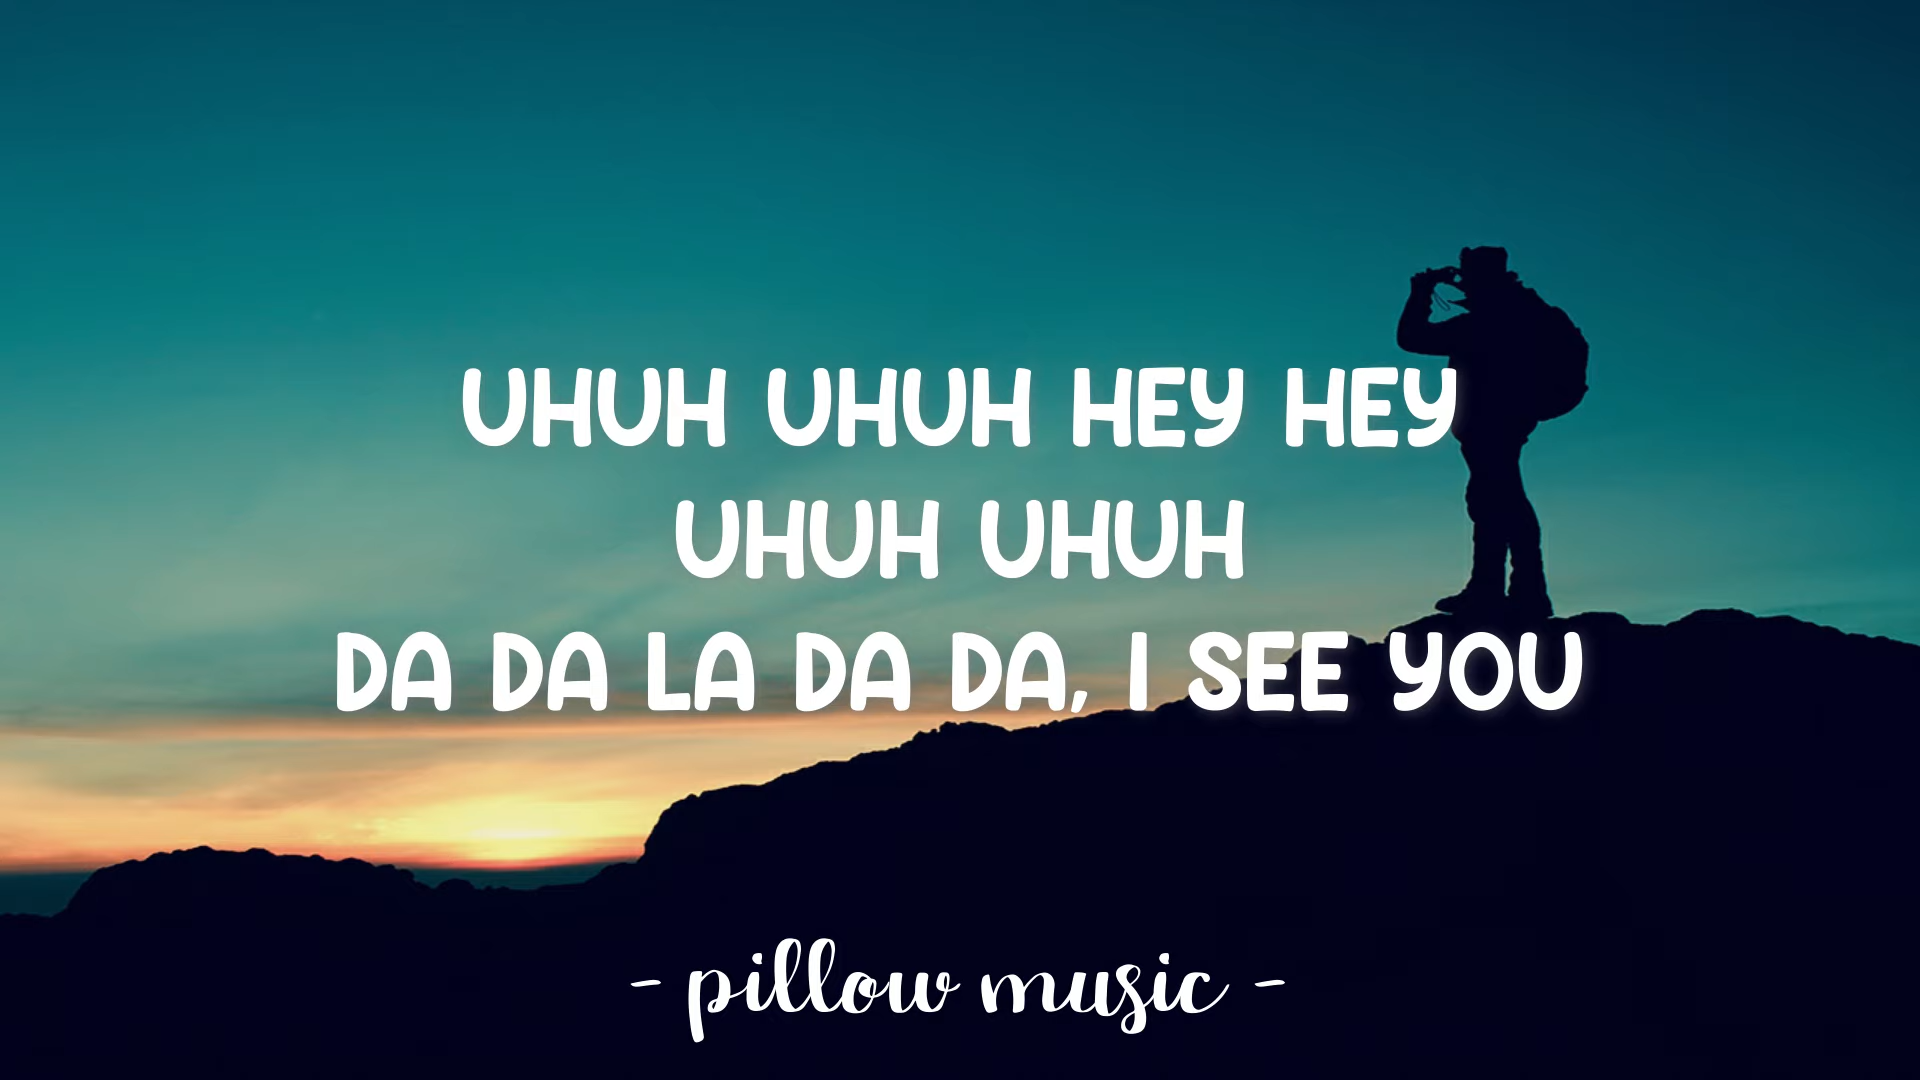 UHUH UHUH HEY HEY
UHUH UHUH
DA DA LA DA DA, I SEE YOU
- pillow music -